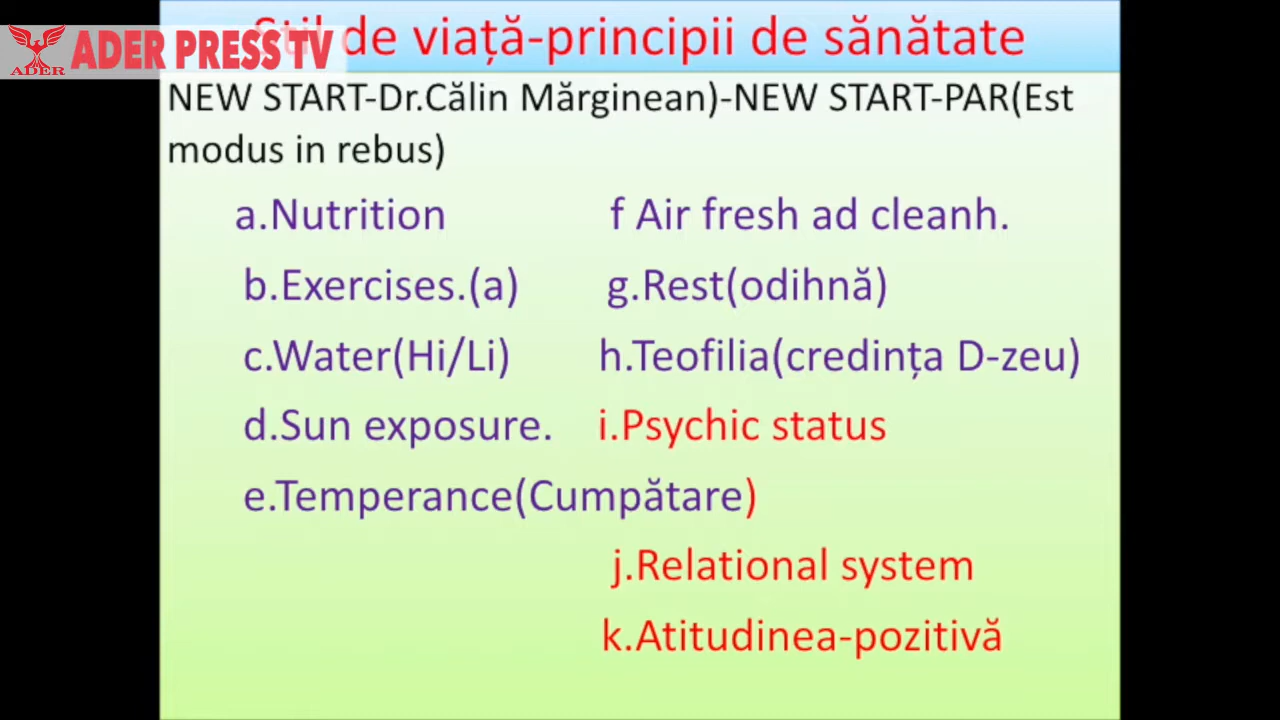 Stil de viață-principii de sănătate
ADER PRESS TV
ADER
NEW START-Dr.Călin Mărginean)-NEW START-PAR(Est
modus in rebus)
a.Nutrition f Air fresh ad cleanh.
b.Exercises.(a) g.Rest(odihnă)
c.Water(Hi/Li) h.Teofilia(credința D-zeu)
d.Sun exposure. i.Psychic status
e.Temperance(Cumpătare)
j.Relational system
k.Atitudinea-pozitivă